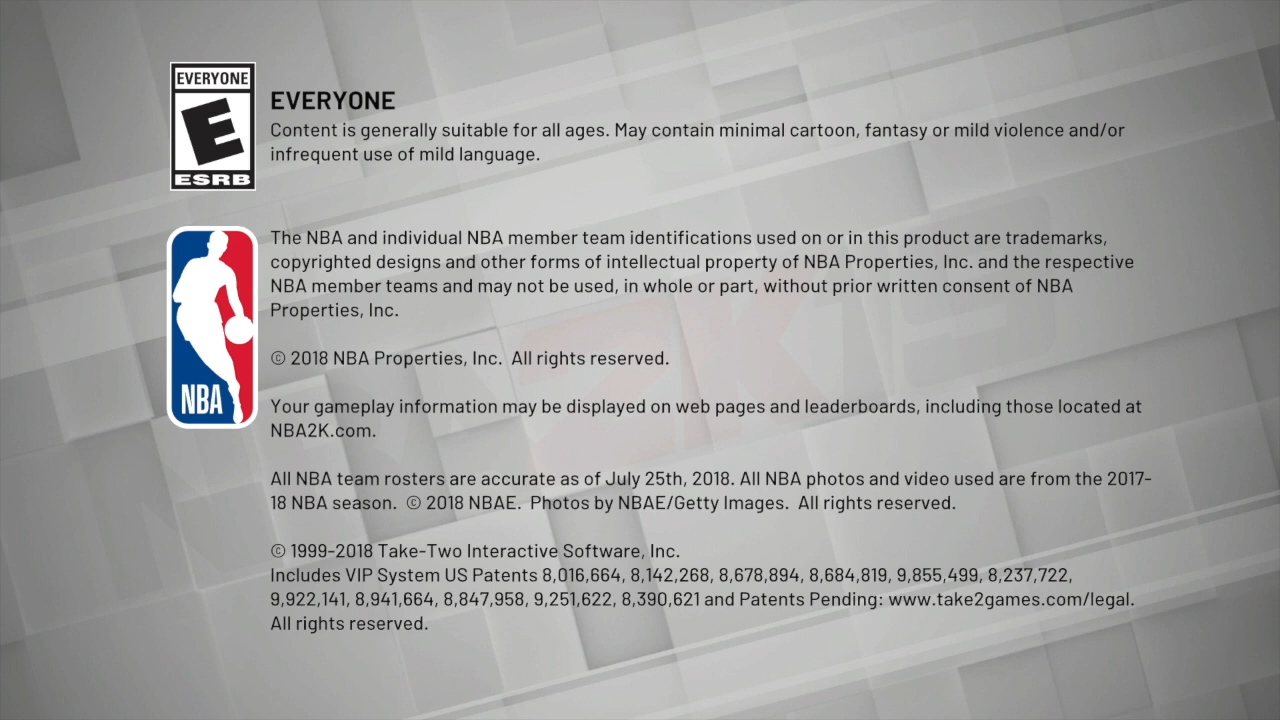 EVERYONE
E
ESRB
EVERYONE
Content is generally suitable for all ages. May contain minimal cartoon, fantasy or mild violence and/or
infrequent use of mild language.
NBA
The NBA and individual NBA member team identifications used on or in this product are trademarks,
copyrighted designs and other forms of intellectual property of NBA Properties, Inc. and the respective
NBA member teams and may not be used, in whole or part, without prior written consent of NBA
Properties, Inc.
© 2018 NBA Properties, Inc.  All rights reserved.
Your gameplay information may be displayed on web pages and leaderboards, including those located at
NBA2K.com.
All NBA team rosters are accurate as of July 25th, 2018. All NBA photos and video used are from the 2017-
18 NBA season.  © 2018 NBAE.  Photos by NBAE/Getty Images.  All rights reserved.
© 1999-2018 Take-Two Interactive Software, Inc.
Includes VIP System US Patents 8,016,664, 8,142,268, 8,678,894, 8,684,819, 9,855,499, 8,237,722,
9,922,141, 8,941,664, 8,847,958, 9,251,622, 8,390,621 and Patents Pending: www.take2games.com/legal.
All rights reserved.
NBA 2K19